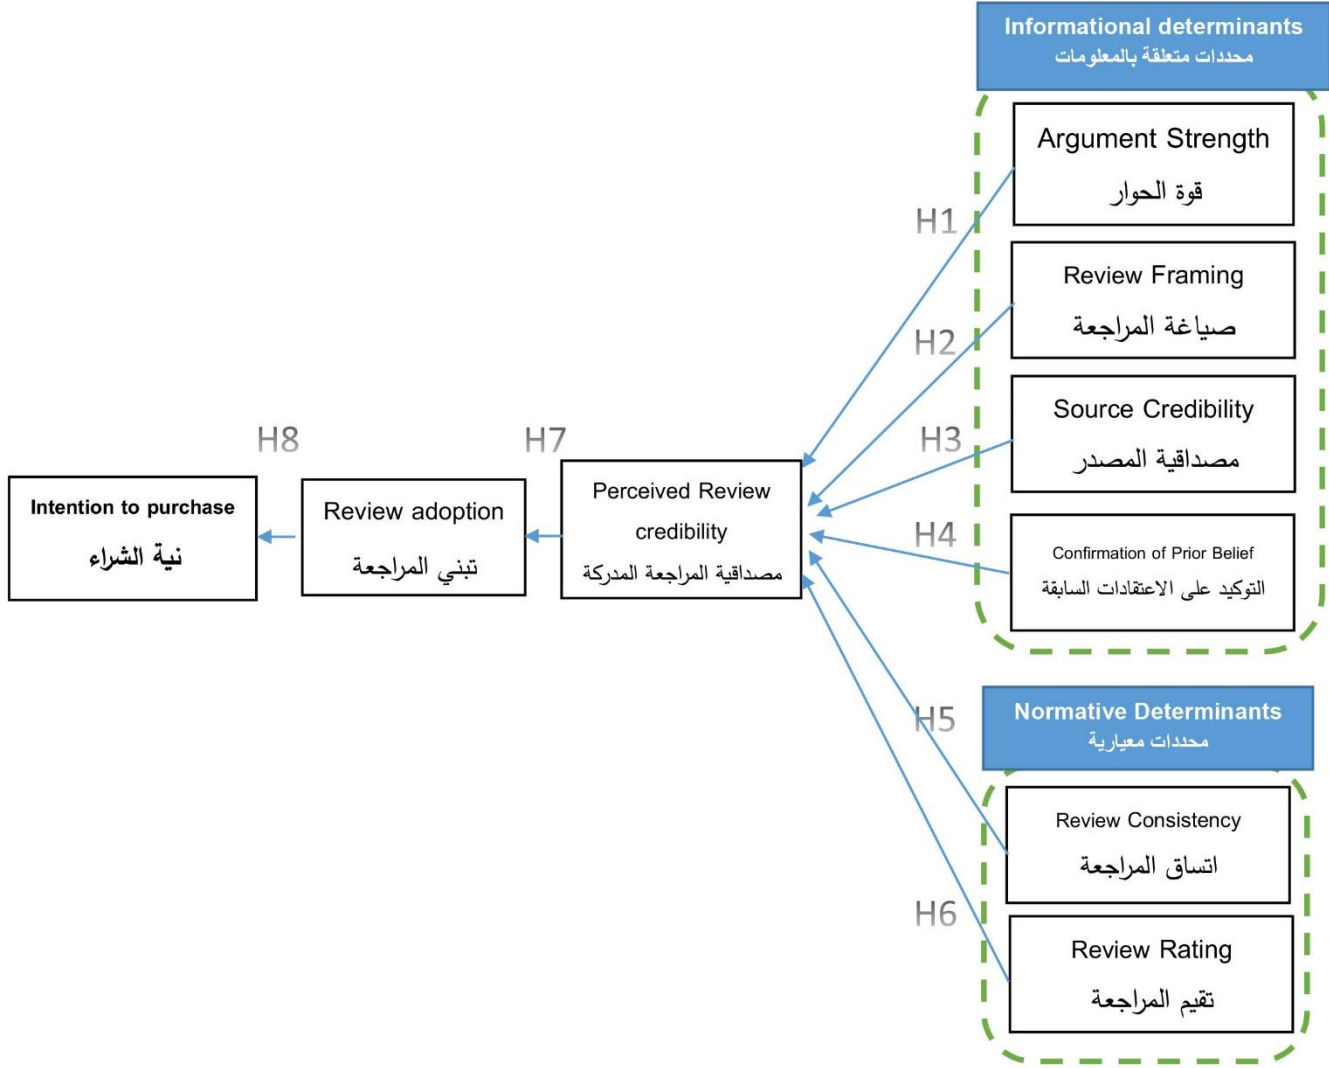 Informational determinants
محددات متعلقة بالمعلومات
Argument Strength
قوة الحوار
H1
Review Framing
صياغة المراجعة
H2
Source Credibility
مصداقية المصدر
H3
Confirmation of Prior Belief
التوكيد على الاعتقادات السابقة
H4
H8
H7
Intention to purchase
نية الشراء
Review adoption
تبني المراجعة
Perceived Review
credibility
مصداقية المراجعة المدركة
Normative Determinants
محددات معيارية
H5
Review Consistency
اتساق المراجعة
H6
Review Rating
تقيم المراجعة